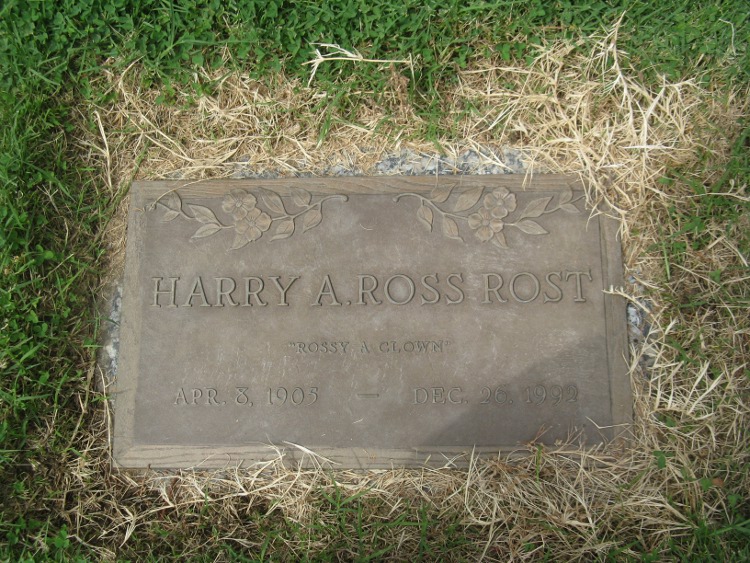 HARRY A. ROSS ROST
"ROSSY, A CLOWN"
APR. 8, 1905 — DEC. 26, 1992